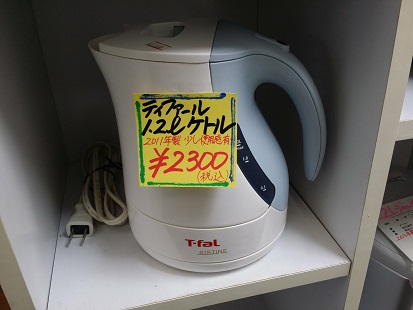 ティファール
1.2ℓケトル
2011年製 少し使用感有
¥2300
(税込)
T-fal
JUSTINE